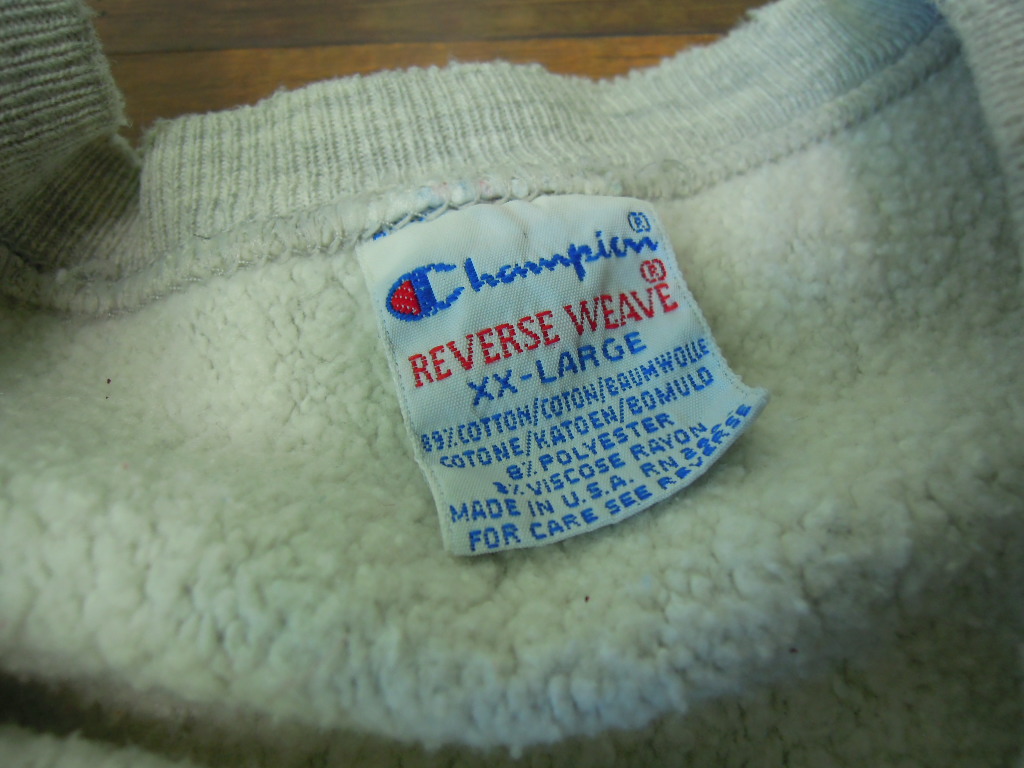 Champion®
REVERSE WEAVE®
XX-LARGE
89% COTTON/COTON/BAUMWOLLE
COTONE/KATOEN/BOMULD
8% POLYESTER
VISCOSE RAYON
MADE IN U.S.A. RN
FOR CARE SEE REVERSE